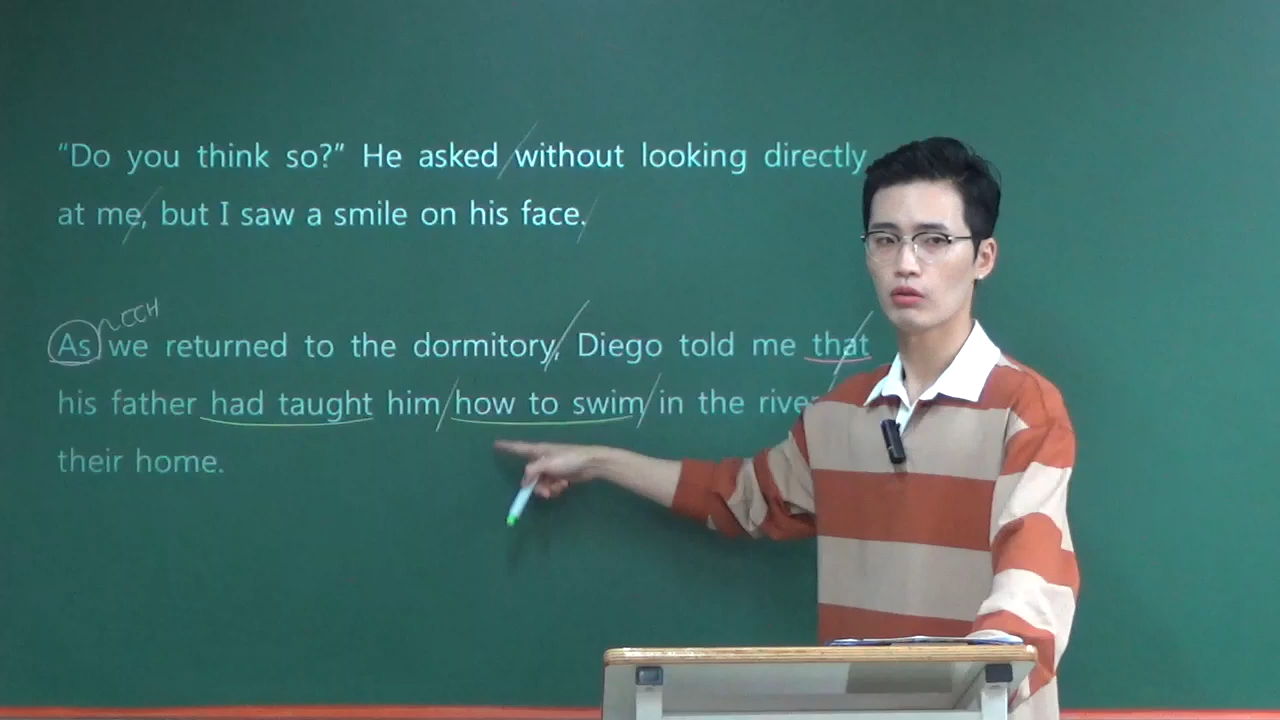 “Do you think so?” He asked without looking directly
at me, but I saw a smile on his face.
~ㄷㄷㅐ
As we returned to the dormitory, Diego told me that
his father had taught him how to swim in the river
their home.